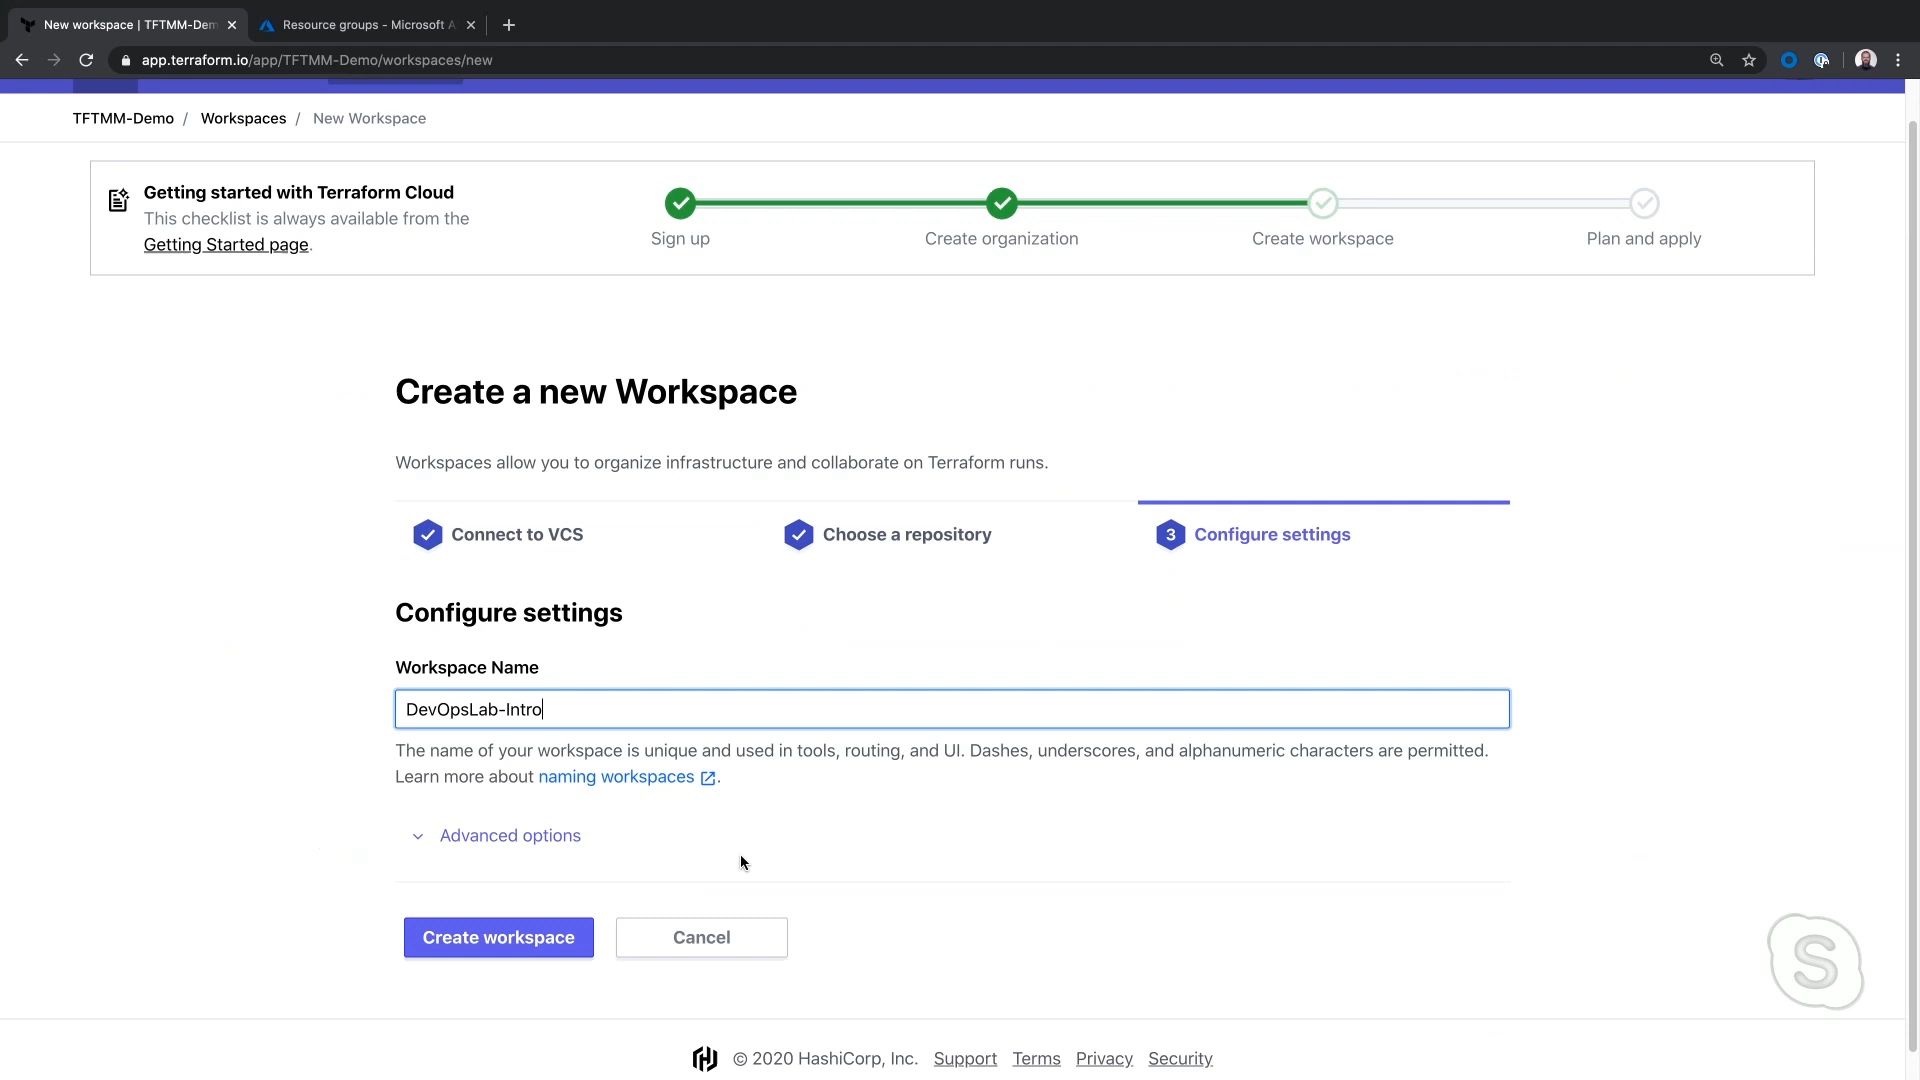 New workspace | TFTMM-Dem
Resource groups - Microsoft A
app.terraform.io/app/TFTMM-Demo/workspaces/new
TFTMM-Demo / Workspaces / New Workspace
Getting started with Terraform Cloud
This checklist is always available from the
Getting Started page.
Sign up
Create organization
Create workspace
Plan and apply
Create a new Workspace
Workspaces allow you to organize infrastructure and collaborate on Terraform runs.
Connect to VCS
Choose a repository
3 Configure settings
Configure settings
Workspace Name
DevOpsLab-Intro
The name of your workspace is unique and used in tools, routing, and UI. Dashes, underscores, and alphanumeric characters are permitted.
Learn more about naming workspaces.
Advanced options
Create workspace
Cancel
S
© 2020 HashiCorp, Inc. Support Terms Privacy Security